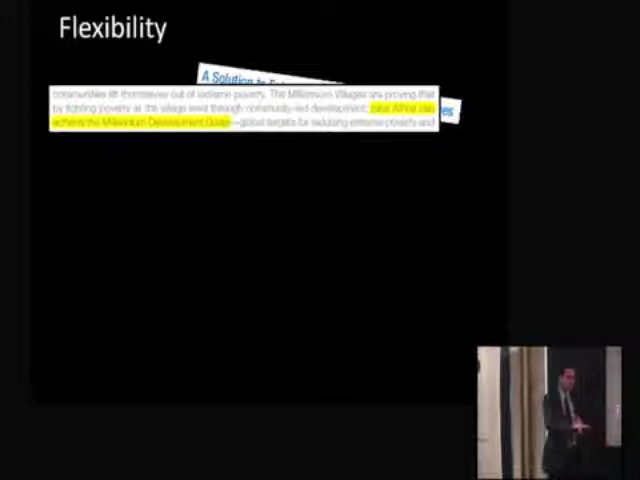 Flexibility
A Solution to
communities lift themselves out of extreme poverty. The Millennium Villages are proving that
by fighting poverty at the village level through community-led development, rural Africa can
achieve the Millennium Development Goals—global targets for reducing extreme poverty and